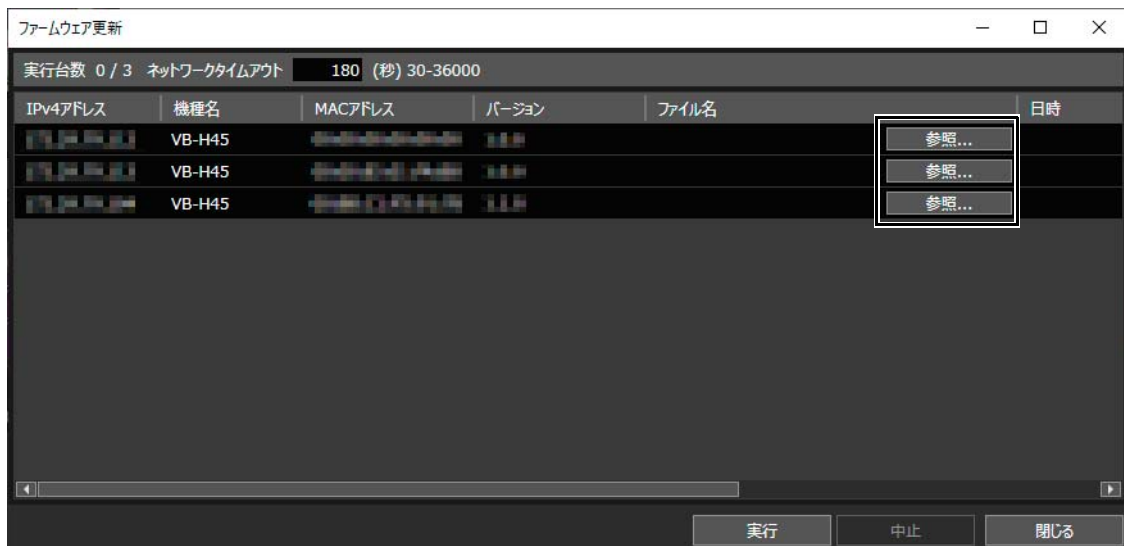 ファームウェア更新
実行台数 0 / 3 ネットワークタイムアウト 180 (秒) 30-36000
IPv4アドレス 機種名 MACアドレス バージョン ファイル名 日時
VB-H45 参照...
VB-H45 参照...
VB-H45 参照...
実行 中止 閉じる